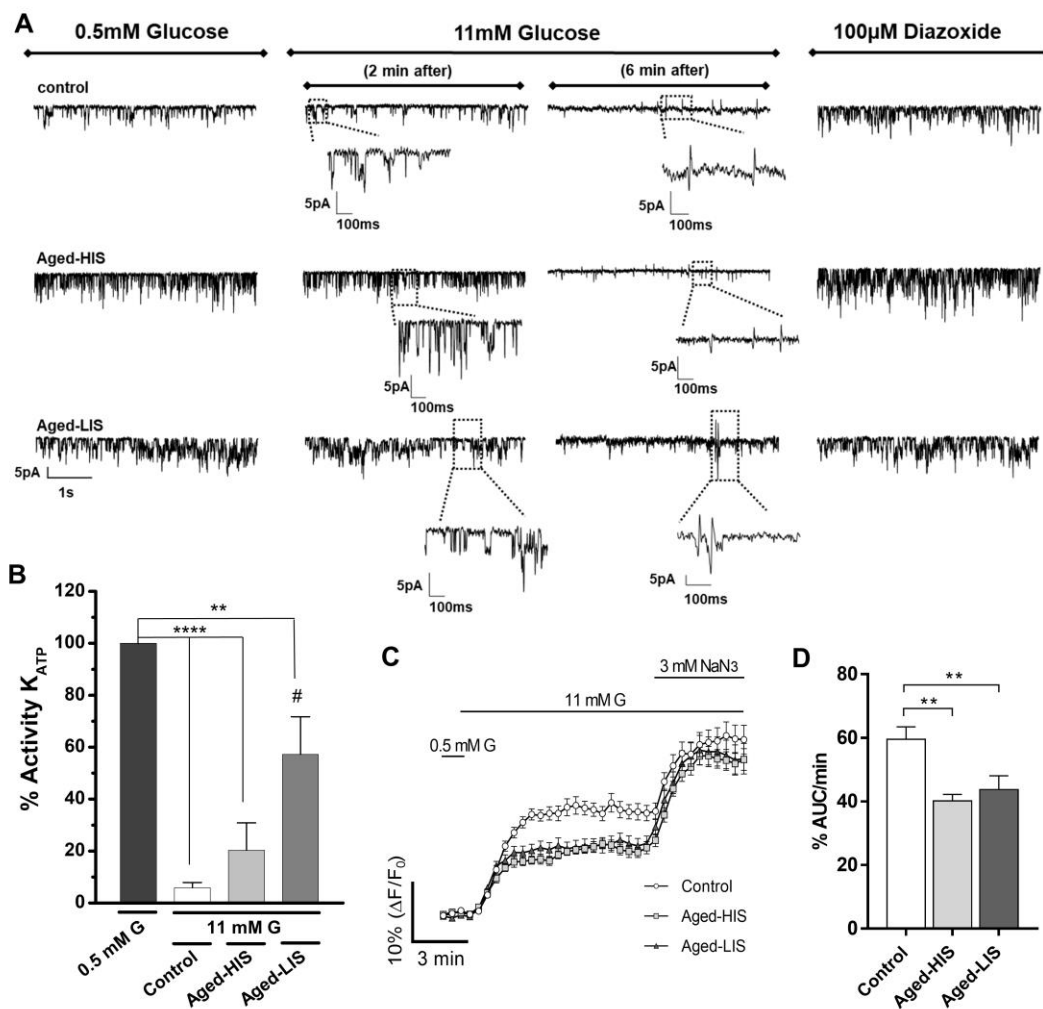 A
0.5mM Glucose
11mM Glucose
100µM Diazoxide
(2 min after)
(6 min after)
control
5pA
100ms
5pA
100ms
Aged-HIS
5pA
100ms
5pA
100ms
Aged-LIS
5pA
1s
5pA
100ms
5pA
100ms
B
% Activity KATP
120
100
80
60
40
20
0
**
****
#
0.5 mM G
11 mM G
Control
Aged-HIS
Aged-LIS
C
3 mM NaN3
11 mM G
0.5 mM G
10% (ΔF/F0)
3 min
Control
Aged-HIS
Aged-LIS
D
% AUC/min
80
60
40
20
0
**
**
Control
Aged-HIS
Aged-LIS